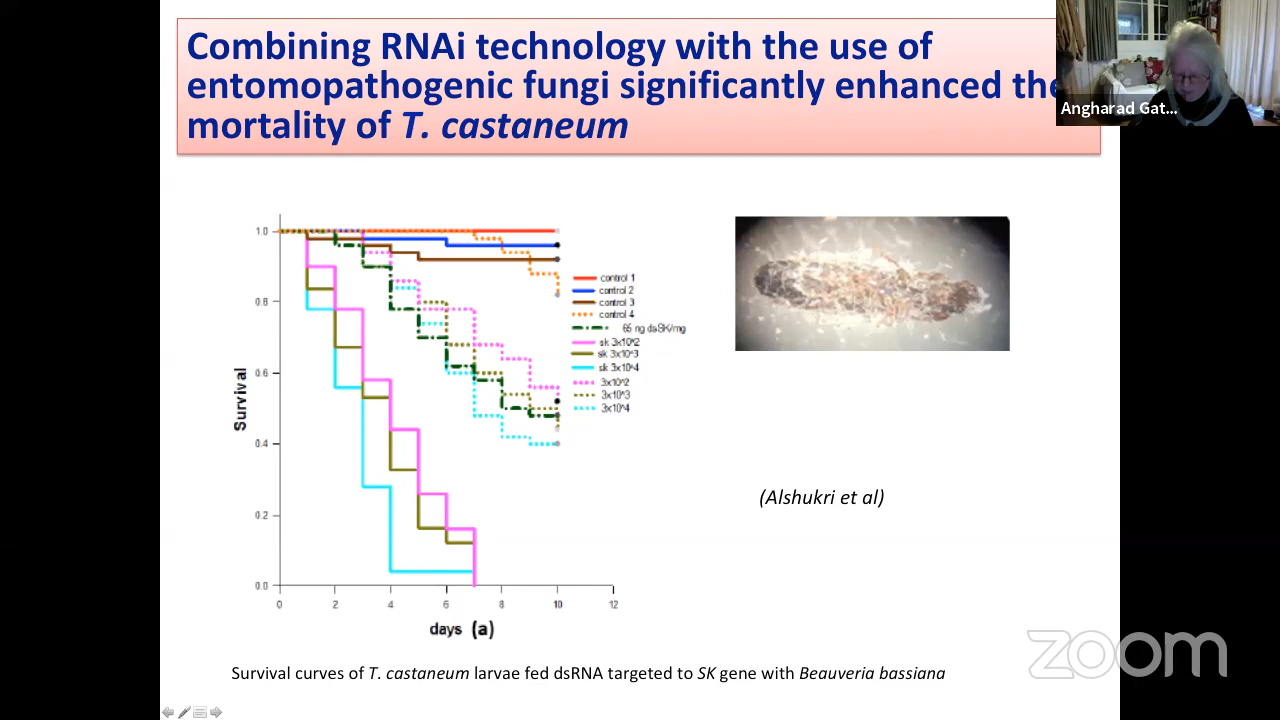 Combining RNAi technology with the use of
entomopathogenic fungi significantly enhanced the
mortality of T. castaneum
Angharad Gat...
1.0
0.8
0.6
0.4
0.2
0.0
Survival
0
2
4
6
8
10
12
days (a)
control 1
control 2
control 3
control 4
65 ng dsSK/mg
sk 3x10^2
sk 3x10^3
sk 3x10^4
3x10^2
3x10^3
3x10^4
(Alshukri et al)
Survival curves of T. castaneum larvae fed dsRNA targeted to SK gene with Beauveria bassiana
zoom